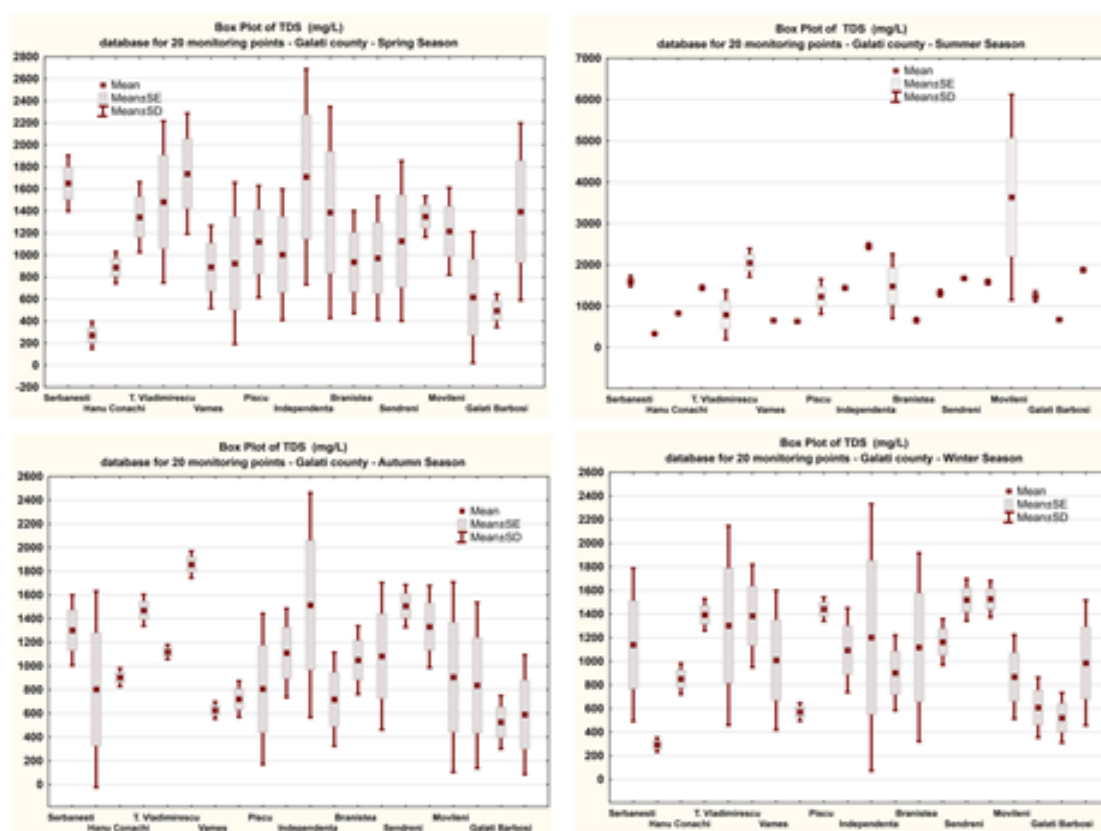 Box Plot of TDS (mg/L)
database for 20 monitoring points - Galati county - Spring Season
2800
2600
2400
2200
2000
1800
1600
1400
1200
1000
800
600
400
200
0
-200
Mean
Mean±SE
Mean±SD
Serbanesti T. Vladimirescu Piscu Branistea Movileni
Hanu Conachi Vames Independenta Sendreni Galati Barbosi
Box Plot of TDS (mg/L)
database for 20 monitoring points - Galati county - Summer Season
7000
6000
5000
4000
3000
2000
1000
0
Mean
Mean±SE
Mean±SD
Serbanesti T. Vladimirescu Piscu Branistea Movileni
Hanu Conachi Vames Independenta Sendreni Galati Barbosi
Box Plot of TDS (mg/L)
database for 20 monitoring points - Galati county - Autumn Season
2600
2400
2200
2000
1800
1600
1400
1200
1000
800
600
400
200
0
Mean
Mean±SE
Mean±SD
Serbanesti T. Vladimirescu Piscu Branistea Movileni
Hanu Conachi Vames Independenta Sendreni Galati Barbosi
Box Plot of TDS (mg/L)
database for 20 monitoring points - Galati county - Winter Season
2600
2400
2200
2000
1800
1600
1400
1200
1000
800
600
400
200
0
Mean
Mean±SE
Mean±SD
Serbanesti T. Vladimirescu Piscu Branistea Movileni
Hanu Conachi Vames Independenta Sendreni Galati Barbosi